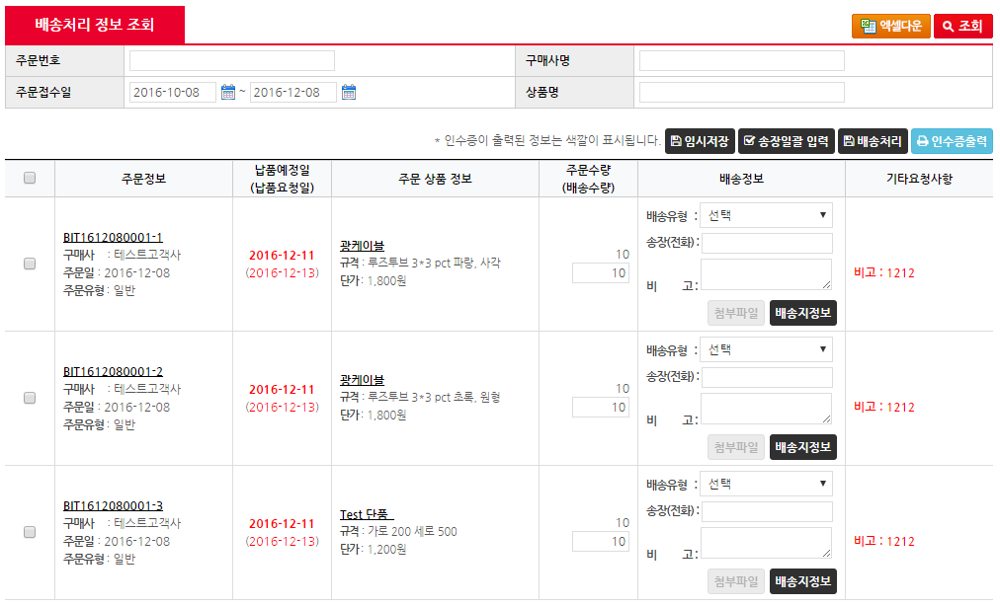 배송처리 정보 조회
엑셀다운 조회
주문번호 구매사명
주문접수일 2016-10-08 ~ 2016-12-08 상품명
* 인수증이 출력된 정보는 색깔이 표시됩니다. 임시저장 송장일괄 입력 배송처리 인수증출력
주문정보 납품예정일 (납품요청일) 주문 상품 정보 주문수량 (배송수량) 배송정보 기타요청사항
BIT1612080001-1
구매사 : 테스트고객사
주문일 : 2016-12-08
주문유형 : 일반
2016-12-11
(2016-12-13)
광케이블
규격 : 루즈투브 3*3 pct 파랑, 사각
단가 : 1,800원
10
10
배송유형 : 선택
송장(전화) :
비 고 :
첨부파일 배송지정보
비고 : 1212
BIT1612080001-2
구매사 : 테스트고객사
주문일 : 2016-12-08
주문유형 : 일반
2016-12-11
(2016-12-13)
광케이블
규격 : 루즈투브 3*3 pct 초록, 원형
단가 : 1,800원
10
10
배송유형 : 선택
송장(전화) :
비 고 :
첨부파일 배송지정보
비고 : 1212
BIT1612080001-3
구매사 : 테스트고객사
주문일 : 2016-12-08
주문유형 : 일반
2016-12-11
(2016-12-13)
Test 단품
규격 : 가로 200 세로 500
단가 : 1,200원
10
10
배송유형 : 선택
송장(전화) :
비 고 :
첨부파일 배송지정보
비고 : 1212